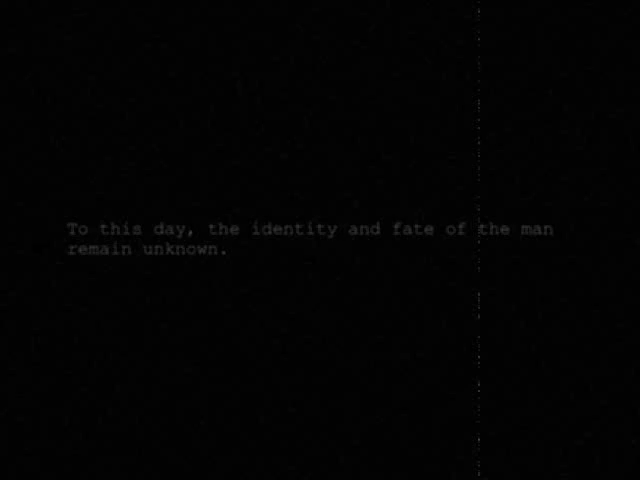 To this day, the identity and fate of the man
remain unknown.